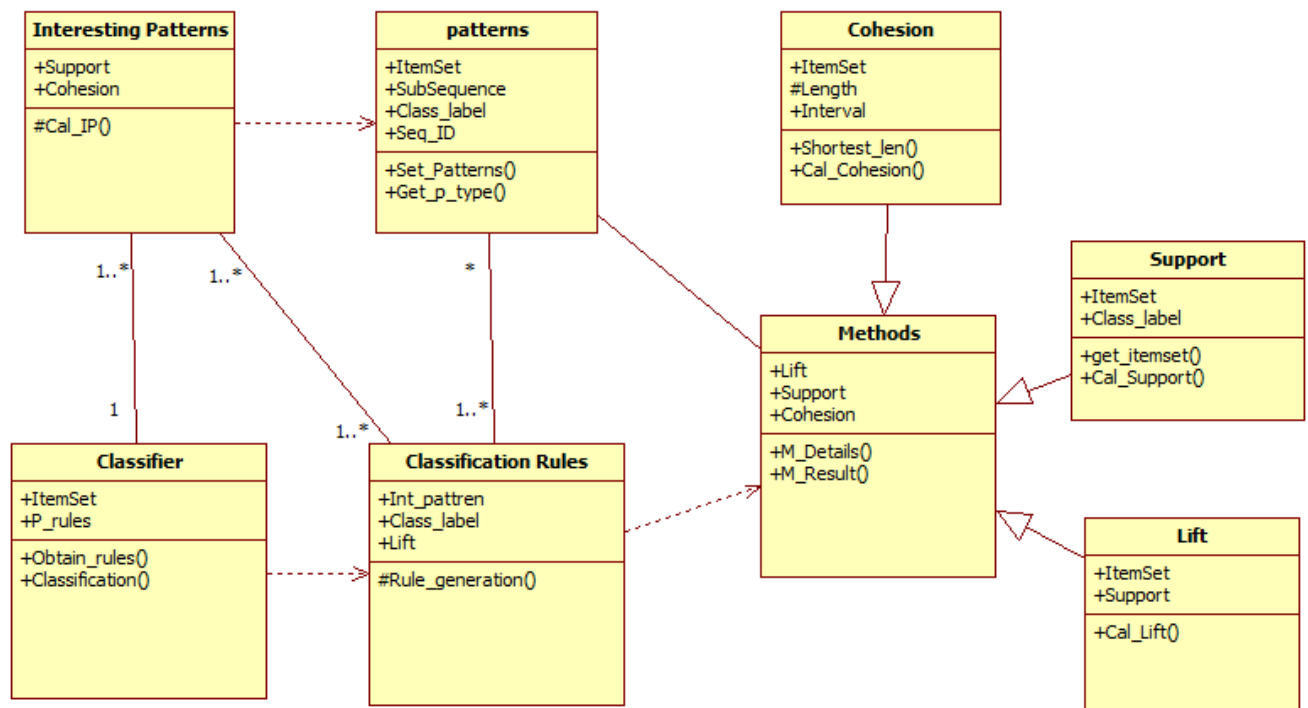 Interesting Patterns
+Support
+Cohesion
#Cal_IP()
patterns
+ItemSet
+SubSequence
+Class_label
+Seq_ID
+Set_Patterns()
+Get_p_type()
Cohesion
+ItemSet
#Length
+Interval
+Shortest_len()
+Cal_Cohesion()
Support
+ItemSet
+Class_label
+get_itemset()
+Cal_Support()
1..*
1..*
*
Methods
+Lift
+Support
+Cohesion
+M_Details()
+M_Result()
1
1..*
1..*
Classifier
+ItemSet
+P_rules
+Obtain_rules()
+Classification()
Classification Rules
+Int_pattren
+Class_label
+Lift
#Rule_generation()
Lift
+ItemSet
+Support
+Cal_Lift()